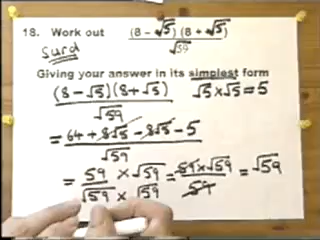 18. Work out (8 - √5)(8 + √5) / √59
surd
Giving your answer in its simplest form
(8 - √5)(8 + √5) / √59
√5 x √5 = 5
= 64 + 8√5 - 8√5 - 5 / √59
= 59 / √59 x √59 / √59 = 59 x √59 / 59 = √59